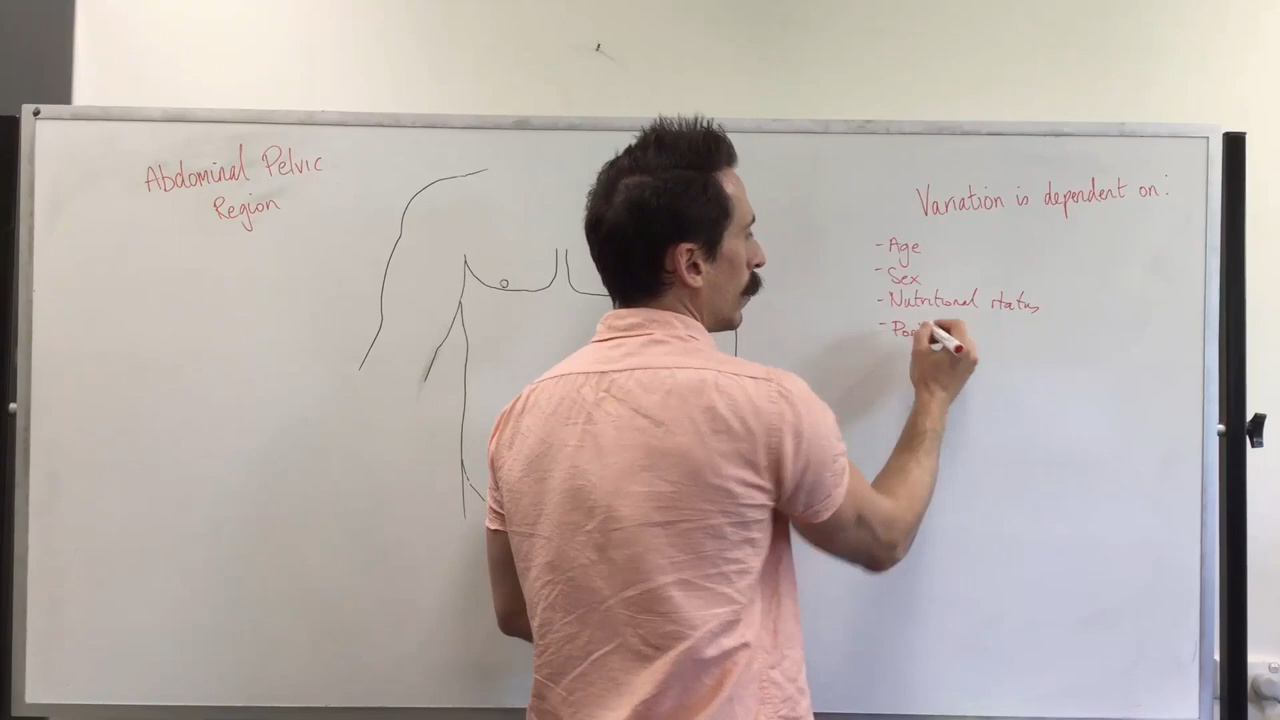 Abdominal Pelvic
Region
Variation is dependent on:
- Age
- Sex
- Nutritional status